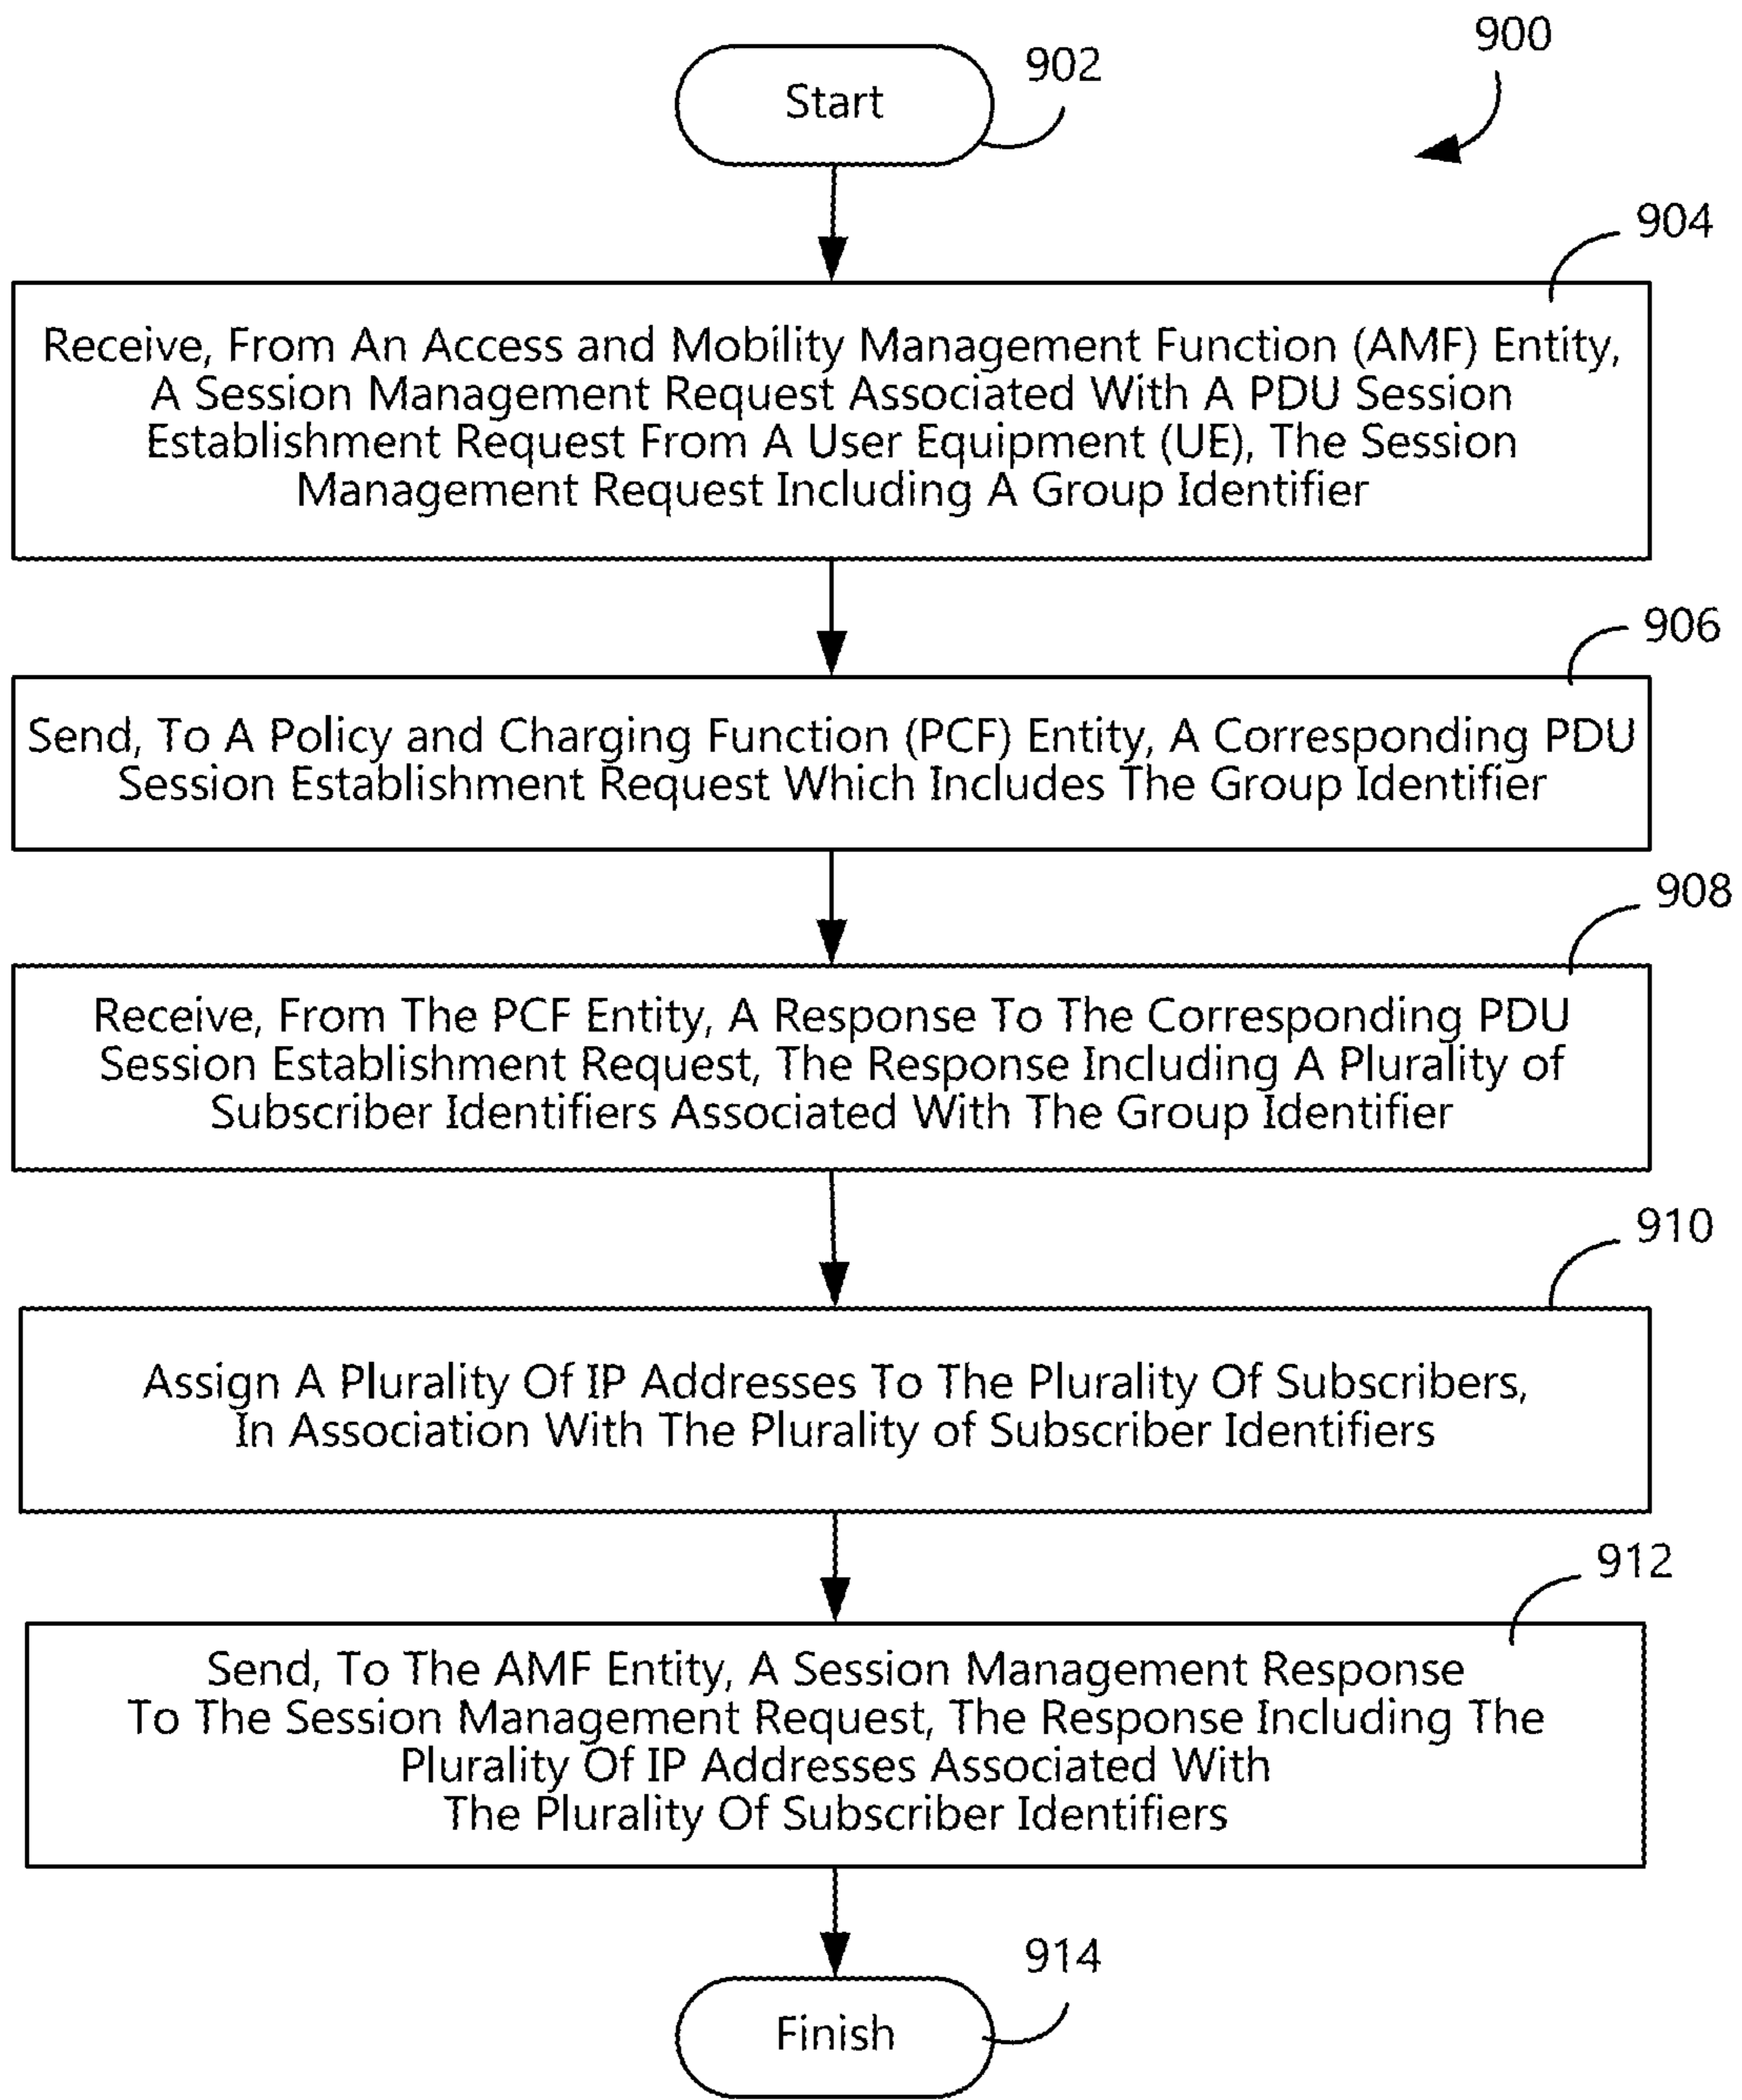 900
902
Start
904
Receive, From An Access and Mobility Management Function (AMF) Entity,
A Session Management Request Associated With A PDU Session
Establishment Request From A User Equipment (UE), The Session
Management Request Including A Group Identifier
906
Send, To A Policy and Charging Function (PCF) Entity, A Corresponding PDU
Session Establishment Request Which Includes The Group Identifier
908
Receive, From The PCF Entity, A Response To The Corresponding PDU
Session Establishment Request, The Response Including A Plurality of
Subscriber Identifiers Associated With The Group Identifier
910
Assign A Plurality Of IP Addresses To The Plurality Of Subscribers,
In Association With The Plurality of Subscriber Identifiers
912
Send, To The AMF Entity, A Session Management Response
To The Session Management Request, The Response Including The
Plurality Of IP Addresses Associated With
The Plurality Of Subscriber Identifiers
914
Finish